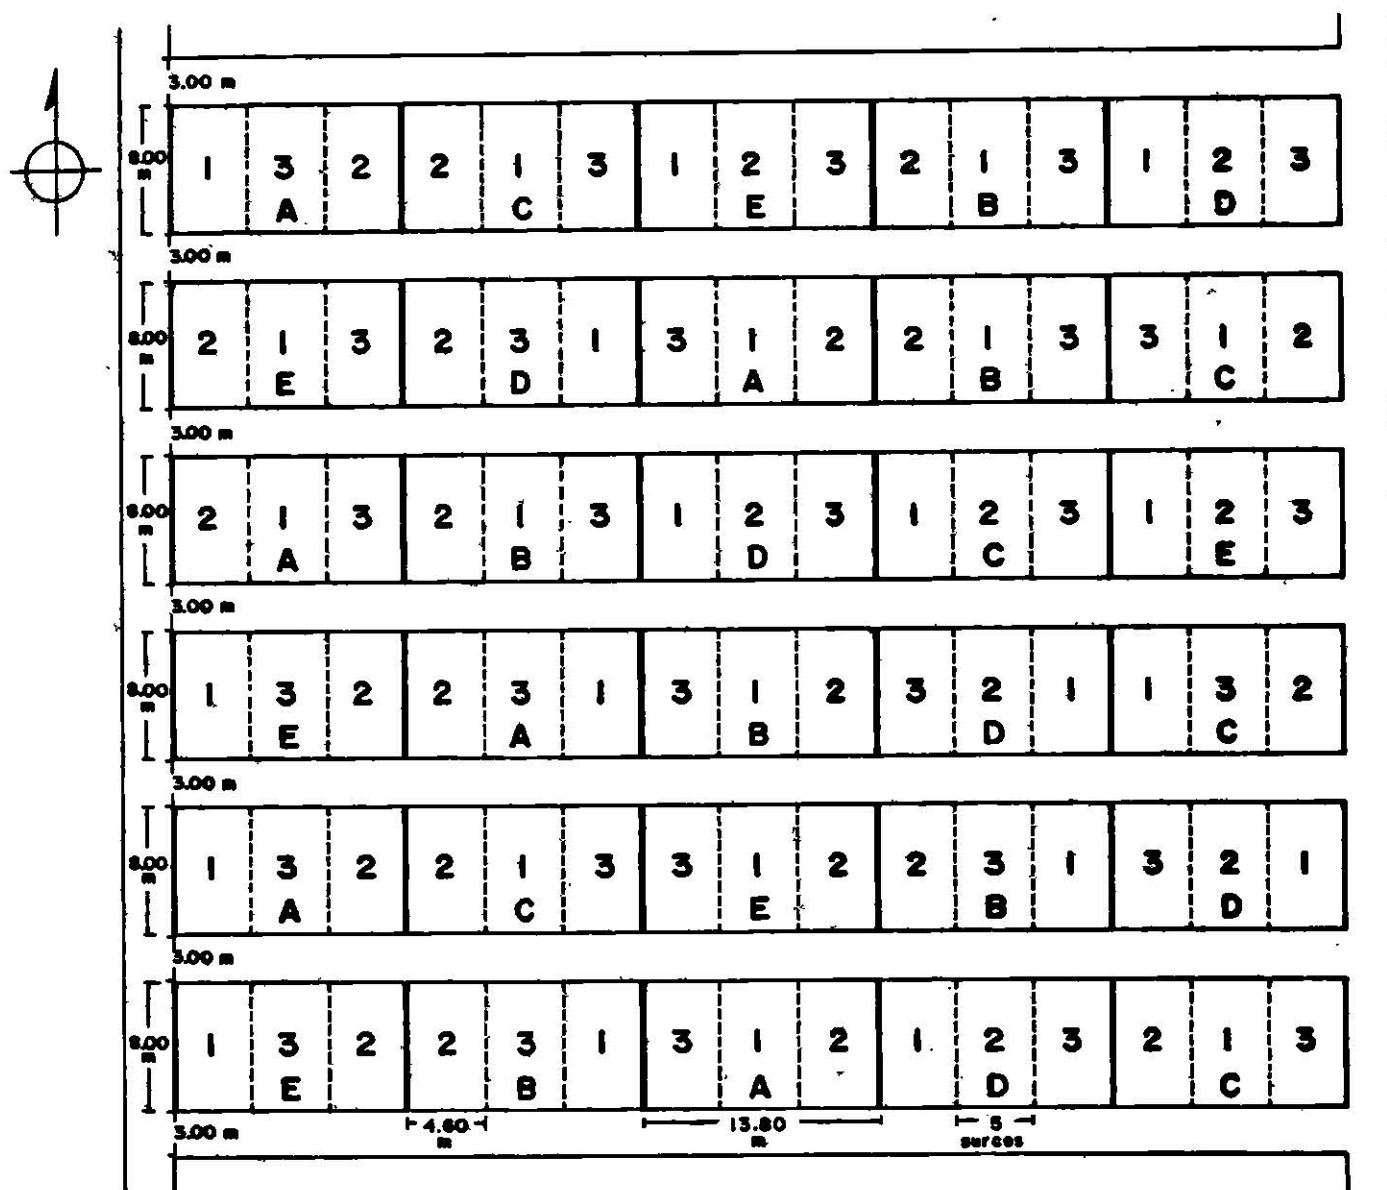 3.00 m
8.00 m 1 3 2 2 1 3 1 2 3 2 1 3 1 2 3
A C E B D
3.00 m
8.00 m 2 1 3 2 3 1 3 1 2 2 1 3 3 1 2
E D A B C
3.00 m
8.00 m 2 1 3 2 1 3 1 2 3 1 2 3 1 2 3
A B D C E
3.00 m
8.00 m 1 3 2 2 3 1 3 1 2 3 2 1 1 3 2
E A B D C
3.00 m
8.00 m 1 3 2 2 1 3 3 1 2 2 3 1 3 2 1
A C E B D
3.00 m
8.00 m 1 3 2 2 3 1 3 1 2 1 2 3 2 1 3
E B A D C
3.00 m
4.60 m
13.80 m
5 surcos